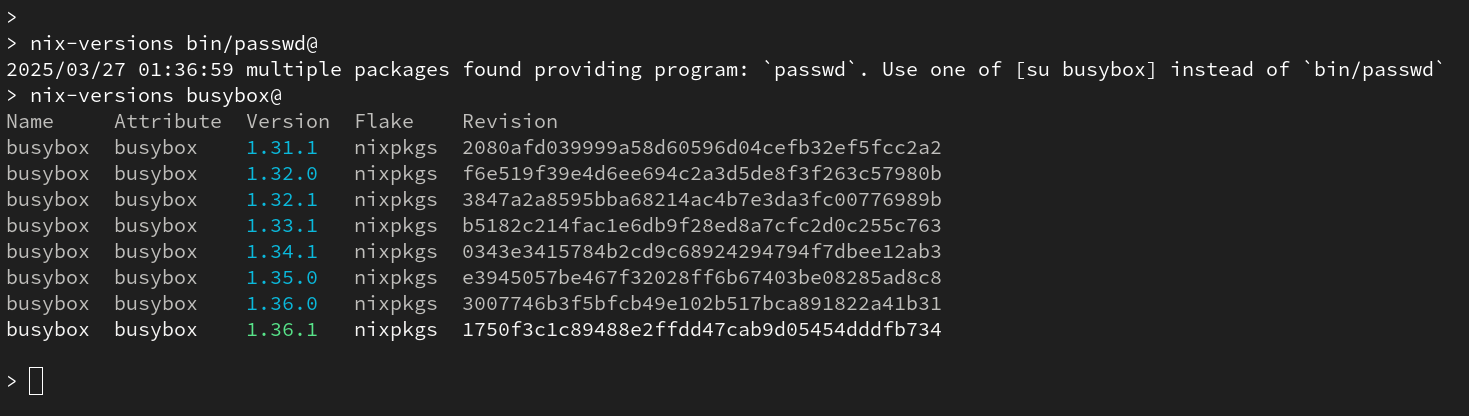 >
> nix-versions bin/passwd@
2025/03/27 01:36:59 multiple packages found providing program: `passwd`. Use one of [su busybox] instead of `bin/passwd`
> nix-versions busybox@
Name     Attribute  Version  Flake    Revision
busybox  busybox    1.31.1   nixpkgs  2080afd039999a58d60596d04cefb32ef5fcc2a2
busybox  busybox    1.32.0   nixpkgs  f6e519f39e4d6ee694c2a3d5de8f3f263c57980b
busybox  busybox    1.32.1   nixpkgs  3847a2a8595bba68214ac4b7e3da3fc00776989b
busybox  busybox    1.33.1   nixpkgs  b5182c214fac1e6db9f28ed8a7cfc2d0c255c763
busybox  busybox    1.34.1   nixpkgs  0343e3415784b2cd9c68924294794f7dbee12ab3
busybox  busybox    1.35.0   nixpkgs  e3945057be467f32028ff6b67403be08285ad8c8
busybox  busybox    1.36.0   nixpkgs  3007746b3f5bfcb49e102b517bca891822a41b31
busybox  busybox    1.36.1   nixpkgs  1750f3c1c89488e2ffdd47cab9d05454dddfb734
>